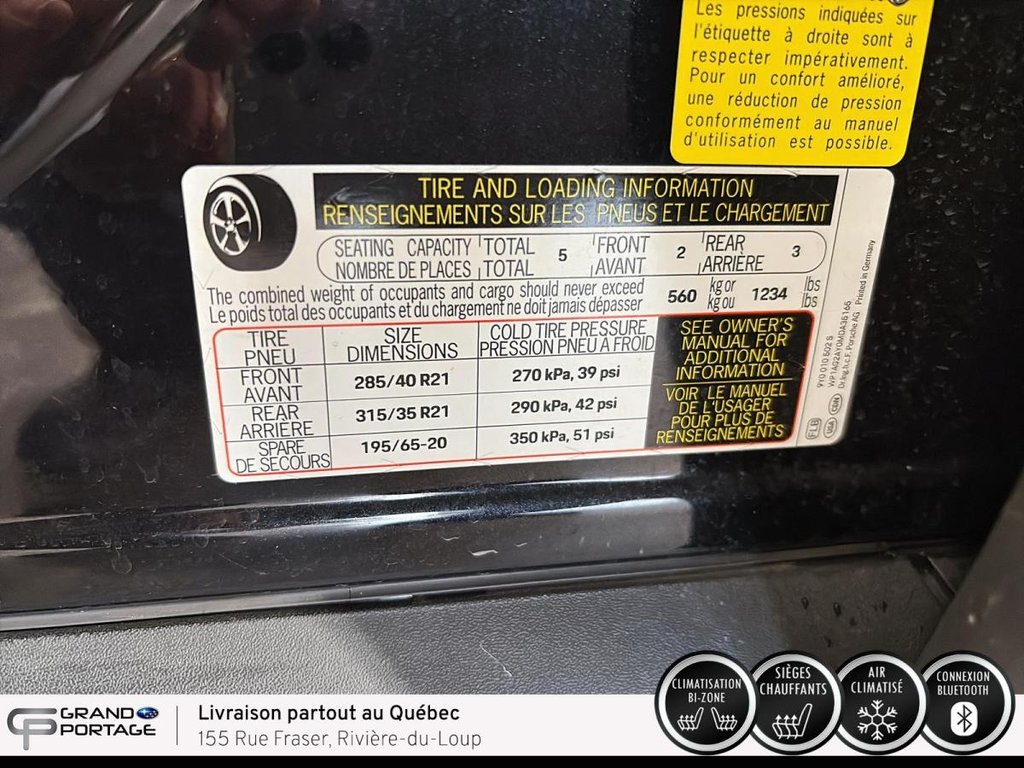 Les pressions indiquées sur
l'étiquette à droite sont à
respecter impérativement.
Pour un confort amélioré,
une réduction de pression
conformément au manuel
d'utilisation est possible.
TIRE AND LOADING INFORMATION
RENSEIGNEMENTS SUR LES PNEUS ET LE CHARGEMENT
SEATING CAPACITY TOTAL 5 FRONT 2 REAR 3
NOMBRE DE PLACES TOTAL AVANT ARRIÈRE
The combined weight of occupants and cargo should never exceed 560 kg or 1234 lbs
Le poids total des occupants et du chargement ne doit jamais dépasser kg ou lbs
TIRE SIZE COLD TIRE PRESSURE
PNEU DIMENSIONS PRESSION PNEU A FROID
FRONT
AVANT 285/40 R21 270 kPa, 39 psi
REAR
ARRIÈRE 315/35 R21 290 kPa, 42 psi
SPARE
DE SECOURS 195/65-20 350 kPa, 51 psi
SEE OWNER'S
MANUAL FOR
ADDITIONAL
INFORMATION
VOIR LE MANUEL
DE L'USAGER
POUR PLUS DE
RENSEIGNEMENTS
9Y0 010 502 S
Dr. Ing. h.c. F. Porsche AG Printed in Germany
FLB USA CDN
GRAND
PORTAGE
Livraison partout au Québec
155 Rue Fraser, Rivière-du-Loup
CLIMATISATION
BI-ZONE
SIÈGES
CHAUFFANTS
AIR
CLIMATISÉ
CONNEXION
BLUETOOTH